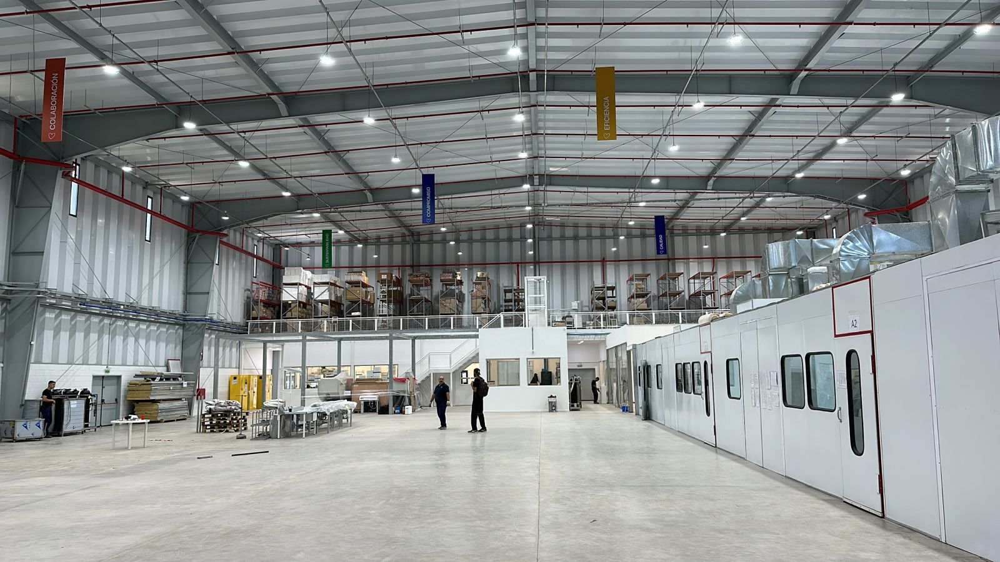 COLABORACIÓN
EFICIENCIA
COMPROMISO
SUSTENTABILIDAD
CALIDAD
A2